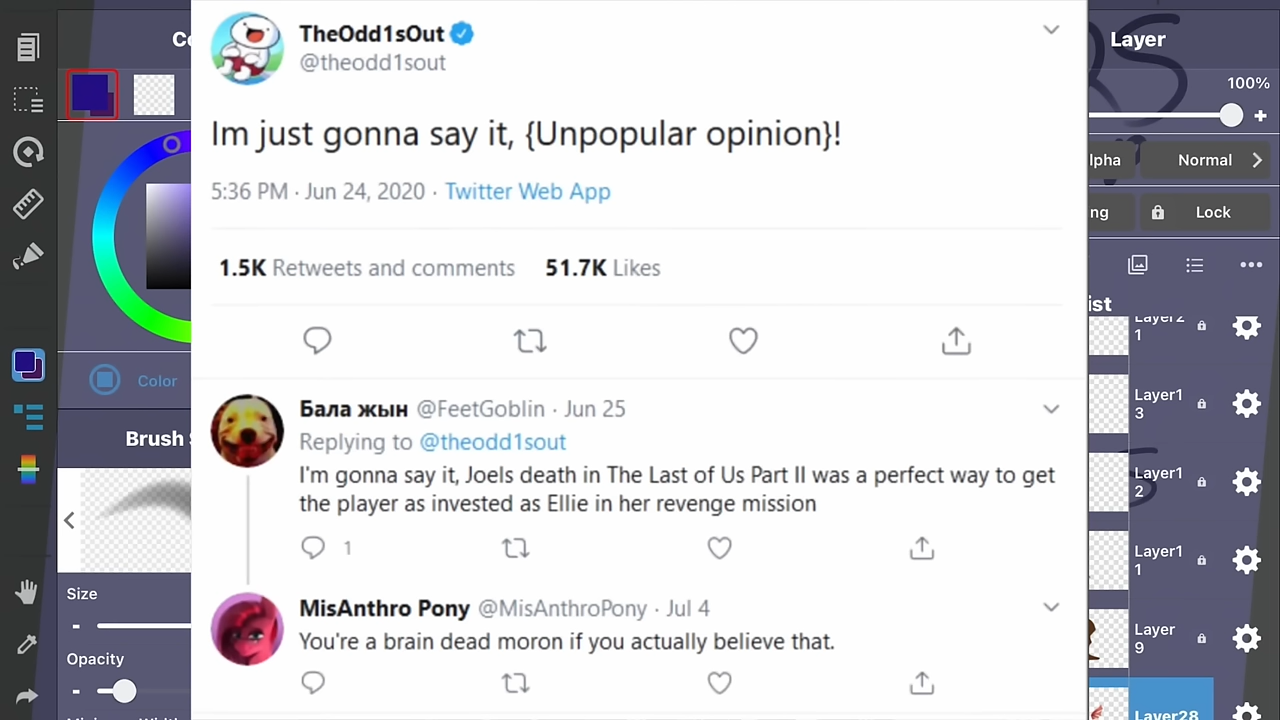 TheOdd1sOut
@theodd1sout
Im just gonna say it, {Unpopular opinion}!
5:36 PM · Jun 24, 2020 · Twitter Web App
1.5K Retweets and comments 51.7K Likes
Бала жын @FeetGoblin · Jun 25
Replying to @theodd1sout
I'm gonna say it, Joels death in The Last of Us Part II was a perfect way to get
the player as invested as Ellie in her revenge mission
1
MisAnthro Pony @MisAnthroPony · Jul 4
You're a brain dead moron if you actually believe that.
Color
Brush
Size
Opacity
Layer
100%
Normal
Lock
Layer2
1
Layer1
3
Layer1
2
Layer1
1
Layer
9
Layer28